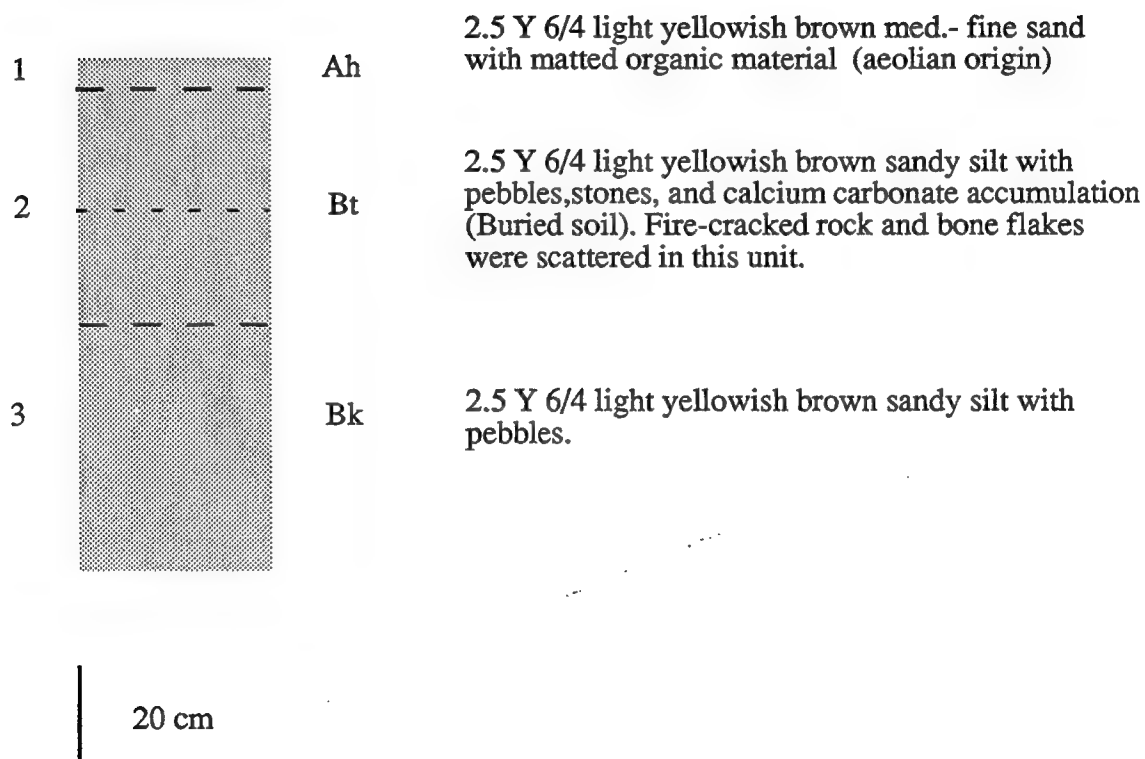 1
Ah
2.5 Y 6/4 light yellowish brown med.- fine sand
with matted organic material (aeolian origin)
2
Bt
2.5 Y 6/4 light yellowish brown sandy silt with
pebbles,stones, and calcium carbonate accumulation
(Buried soil). Fire-cracked rock and bone flakes
were scattered in this unit.
3
Bk
2.5 Y 6/4 light yellowish brown sandy silt with
pebbles.
20 cm